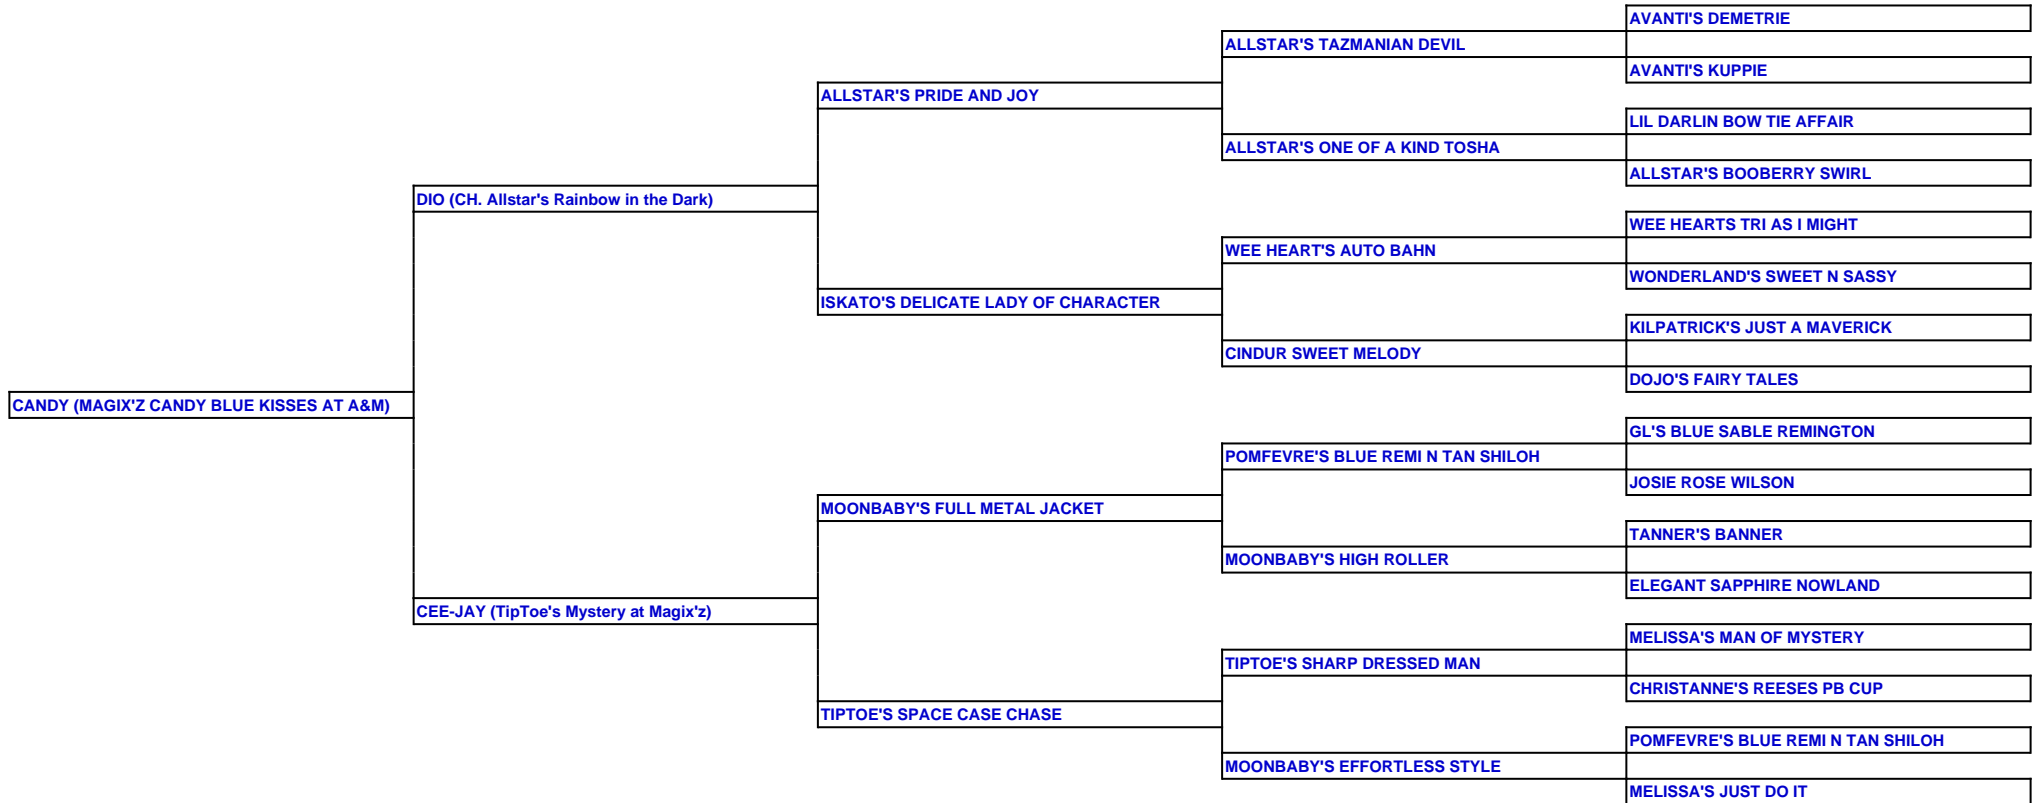 AVANTI'S DEMETRIE
ALLSTAR'S TAZMANIAN DEVIL
AVANTI'S KUPPIE
ALLSTAR'S PRIDE AND JOY
LIL DARLIN BOW TIE AFFAIR
ALLSTAR'S ONE OF A KIND TOSHA
ALLSTAR'S BOOBERRY SWIRL
DIO (CH. Allstar's Rainbow in the Dark)
WEE HEARTS TRI AS I MIGHT
WEE HEART'S AUTO BAHN
WONDERLAND'S SWEET N SASSY
ISKATO'S DELICATE LADY OF CHARACTER
KILPATRICK'S JUST A MAVERICK
CINDUR SWEET MELODY
DOJO'S FAIRY TALES
CANDY (MAGIX'Z CANDY BLUE KISSES AT A&M)
GL'S BLUE SABLE REMINGTON
POMFEVRE'S BLUE REMI N TAN SHILOH
JOSIE ROSE WILSON
MOONBABY'S FULL METAL JACKET
TANNER'S BANNER
MOONBABY'S HIGH ROLLER
ELEGANT SAPPHIRE NOWLAND
CEE-JAY (TipToe's Mystery at Magix'z)
MELISSA'S MAN OF MYSTERY
TIPTOE'S SHARP DRESSED MAN
CHRISTANNE'S REESES PB CUP
TIPTOE'S SPACE CASE CHASE
POMFEVRE'S BLUE REMI N TAN SHILOH
MOONBABY'S EFFORTLESS STYLE
MELISSA'S JUST DO IT